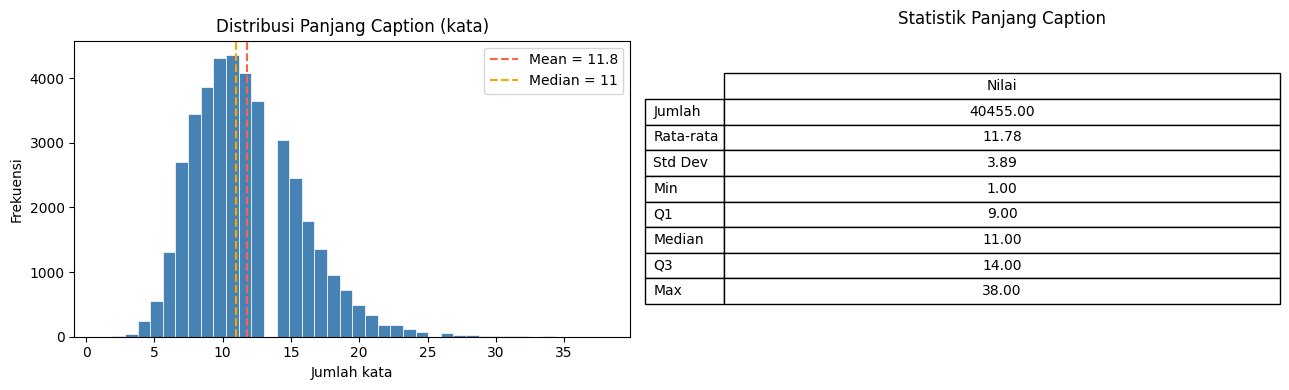 Distribusi Panjang Caption (kata)
Frekuensi
4000
3000
2000
1000
0
0 5 10 15 20 25 30 35
Jumlah kata
Mean = 11.8
Median = 11
Statistik Panjang Caption
Nilai
Jumlah 40455.00
Rata-rata 11.78
Std Dev 3.89
Min 1.00
Q1 9.00
Median 11.00
Q3 14.00
Max 38.00